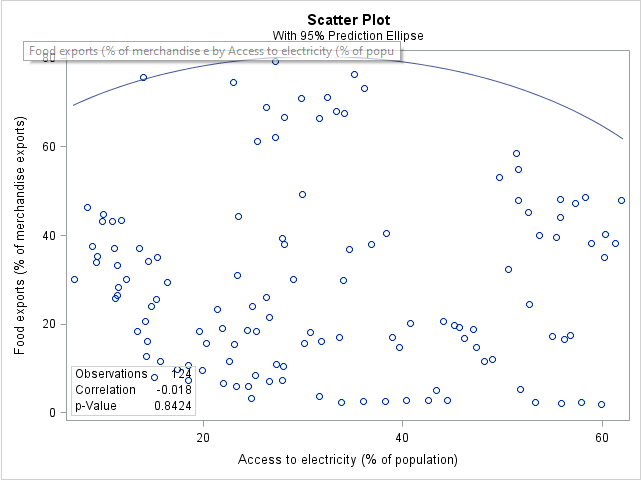 Scatter Plot
With 95% Prediction Ellipse
Food exports (% of merchandise e by Access to electricity (% of popu
Food exports (% of merchandise exports)
80
60
40
20
0
Observations 124
Correlation -0.018
p-Value 0.8424
20 40 60
Access to electricity (% of population)